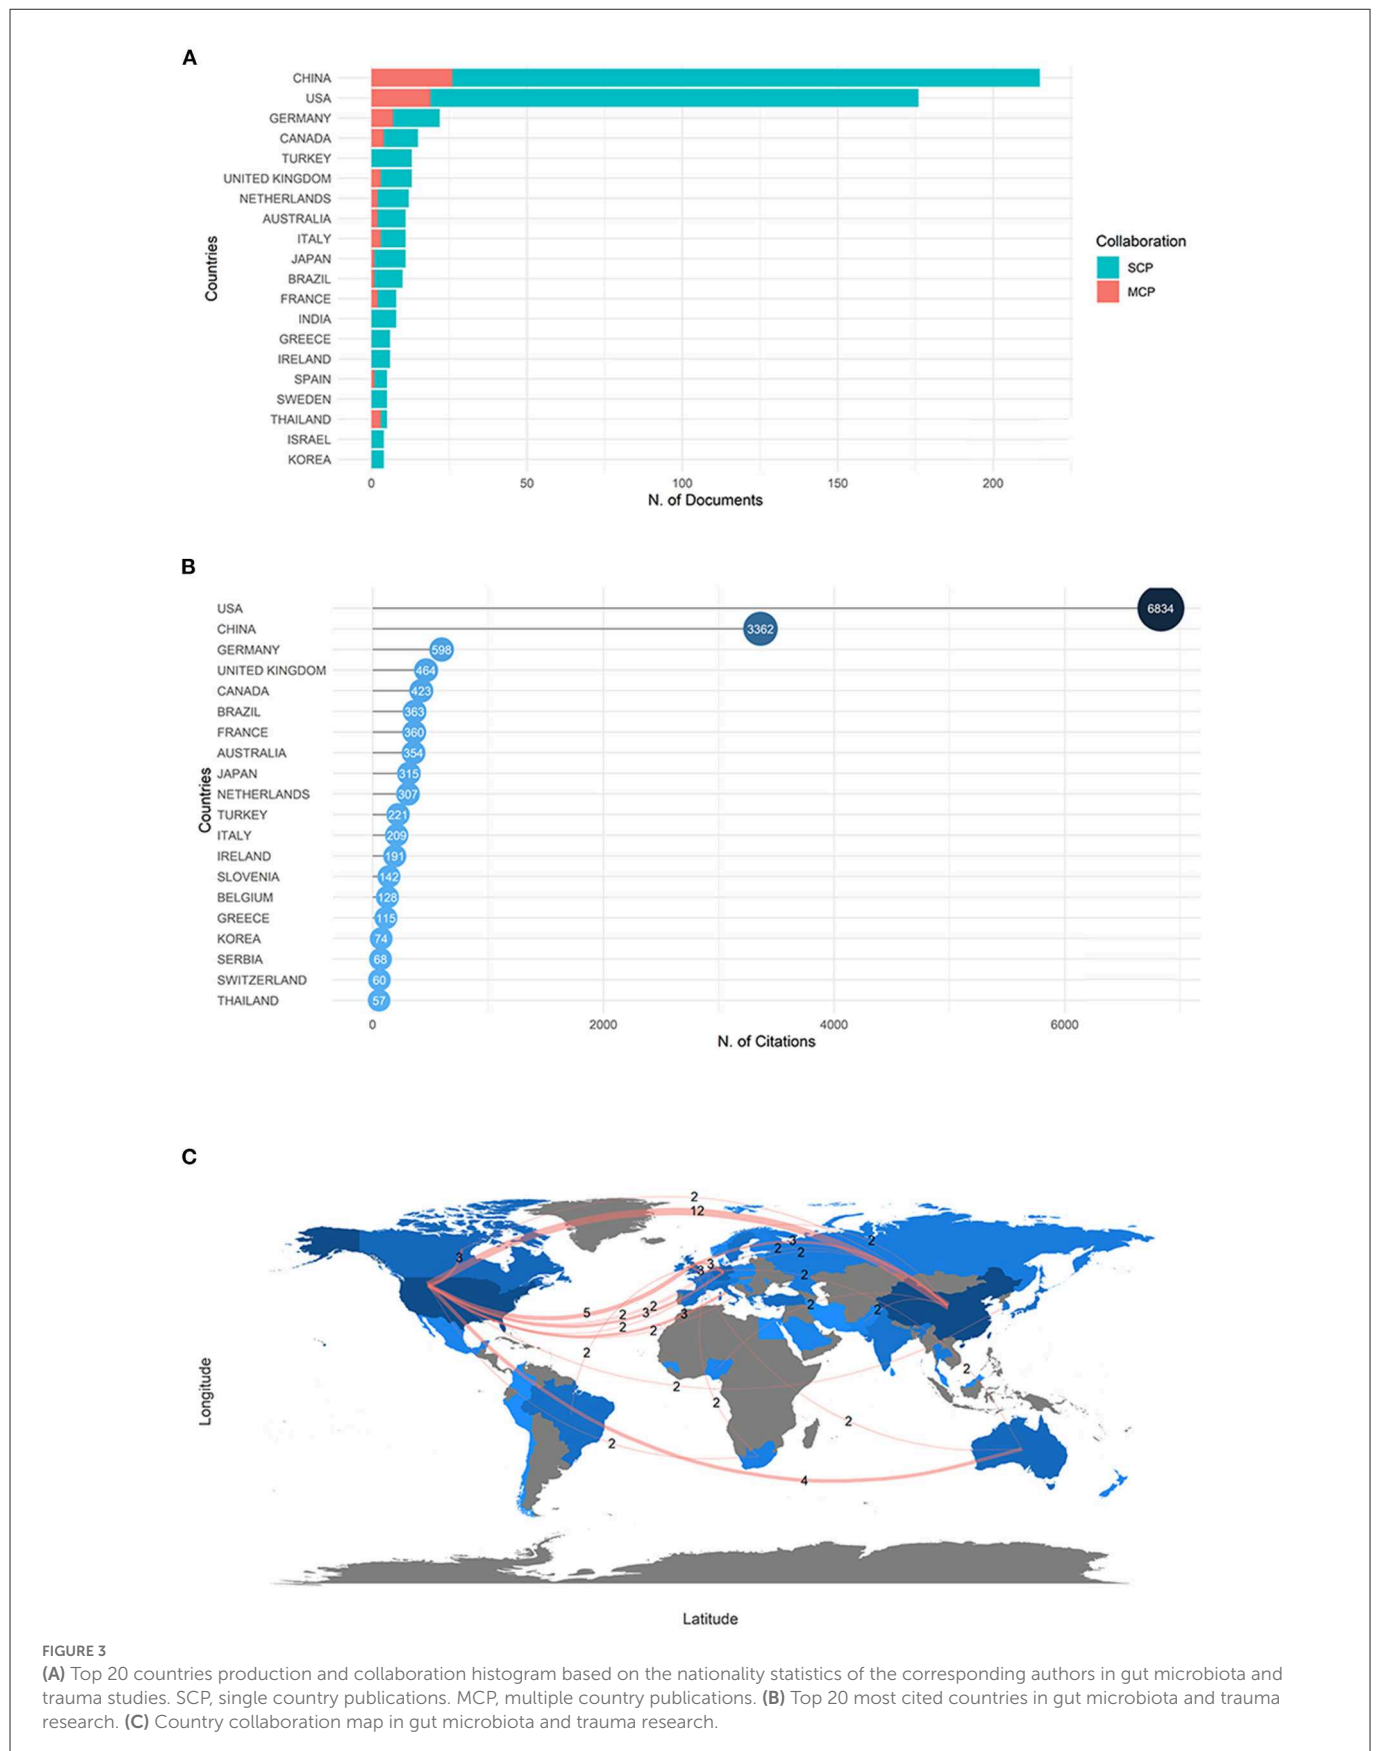 A
CHINA
USA
GERMANY
CANADA
TURKEY
UNITED KINGDOM
NETHERLANDS
AUSTRALIA
ITALY
JAPAN
BRAZIL
FRANCE
INDIA
GREECE
IRELAND
SPAIN
SWEDEN
THAILAND
ISRAEL
KOREA
Countries
0 50 100 150 200
N. of Documents
Collaboration
SCP
MCP
B
USA 6834
CHINA 3362
GERMANY 598
UNITED KINGDOM 464
CANADA 423
BRAZIL 363
FRANCE 360
AUSTRALIA 354
JAPAN 315
NETHERLANDS 307
TURKEY 221
ITALY 209
IRELAND 191
SLOVENIA 142
BELGIUM 128
GREECE 115
KOREA 74
SERBIA 68
SWITZERLAND 60
THAILAND 57
Countries
0 2000 4000 6000
N. of Citations
C
2
12
3
3
2
2
2
3
3
2
2
2
5
2
3
2
3
2
2
2
2
2
2
2
2
4
Longitude
Latitude
FIGURE 3
(A) Top 20 countries production and collaboration histogram based on the nationality statistics of the corresponding authors in gut microbiota and
trauma studies. SCP, single country publications. MCP, multiple country publications. (B) Top 20 most cited countries in gut microbiota and trauma
research. (C) Country collaboration map in gut microbiota and trauma research.